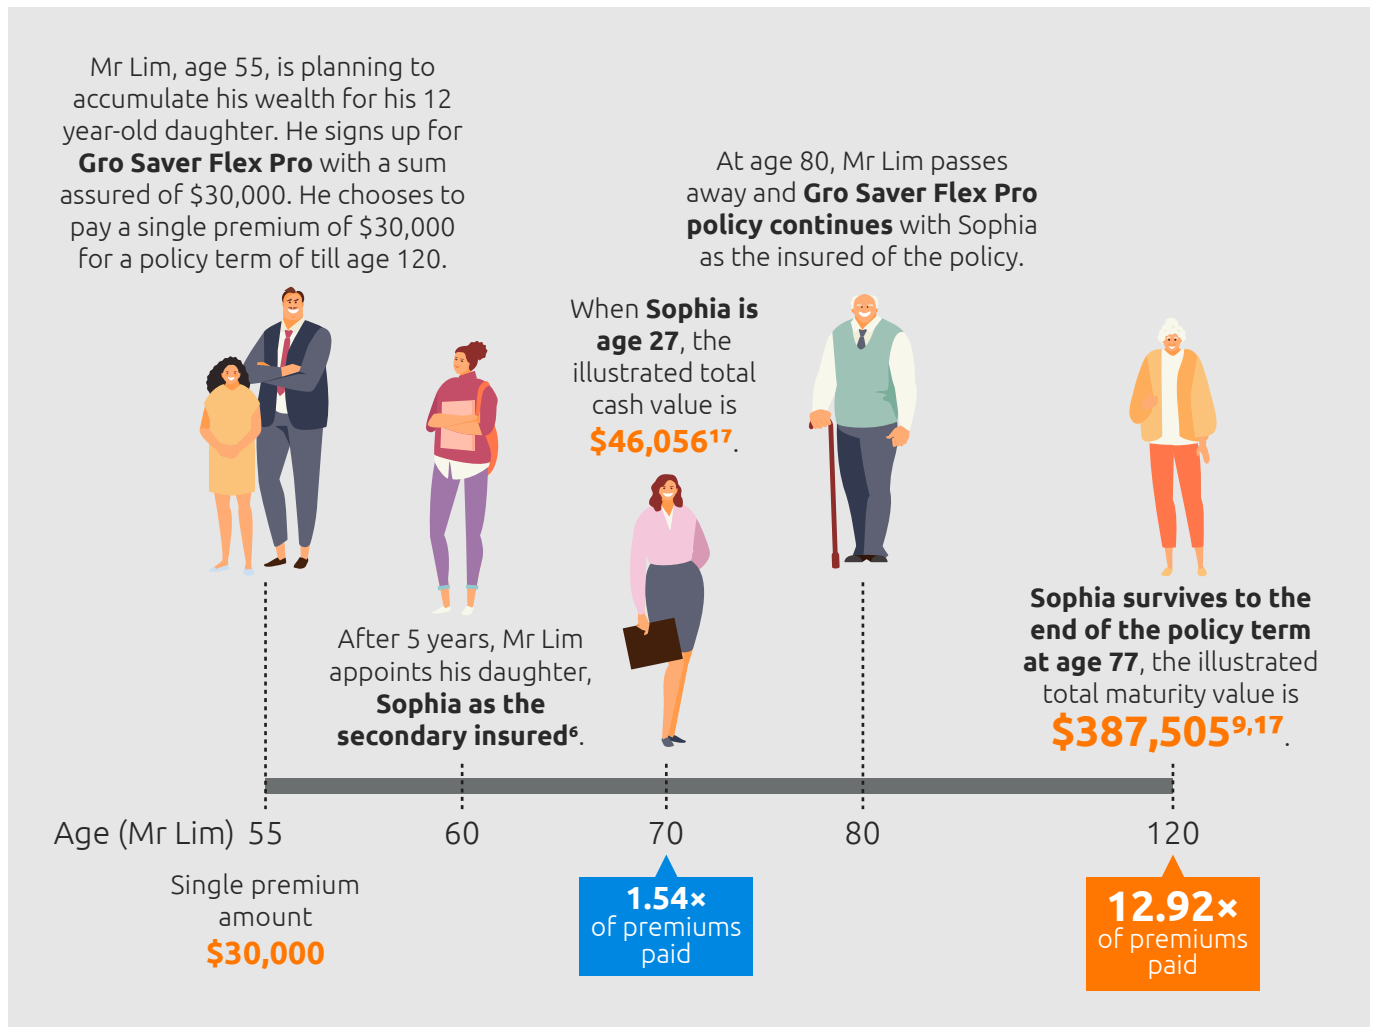 Mr Lim, age 55, is planning to
accumulate his wealth for his 12
year-old daughter. He signs up for
Gro Saver Flex Pro with a sum
assured of $30,000. He chooses to
pay a single premium of $30,000
for a policy term of till age 120.
After 5 years, Mr Lim
appoints his daughter,
Sophia as the
secondary insured⁶.
When Sophia is
age 27, the
illustrated total
cash value is
$46,056¹⁷.
At age 80, Mr Lim passes
away and Gro Saver Flex Pro
policy continues with Sophia
as the insured of the policy.
Sophia survives to the
end of the policy term
at age 77, the illustrated
total maturity value is
$387,505⁹,¹⁷.
Age (Mr Lim) 55 60 70 80 120
Single premium
amount
$30,000
1.54×
of premiums
paid
12.92×
of premiums
paid